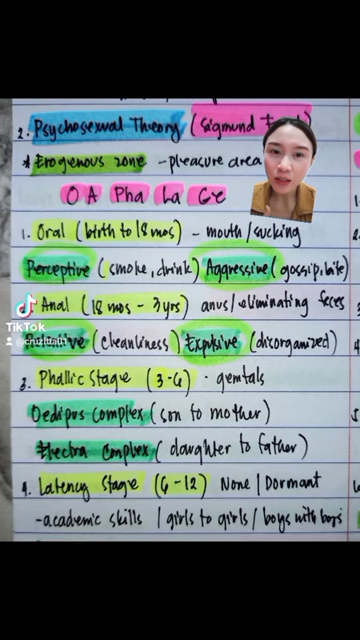 2. Psychosexual Theory (Sigmund
* Erogenous zone - pleasure area
O A Pha La Ge
1. Oral (birth to 18 mos) - mouth/sucking
Perceptive (smoke, drink) Aggressive (gossip, bite)
Anal (18 mos - 3 yrs) anus/eliminating feces
TikTok
(cleanliness) Expulsive (disorganized)
3. Phallic Stage (3-6) - genitals
Oedipus Complex (son to mother)
Electra Complex (daughter to father)
4. Latency Stage (6-12) None | Dormant
- academic skills | girls to girls / boys with boys